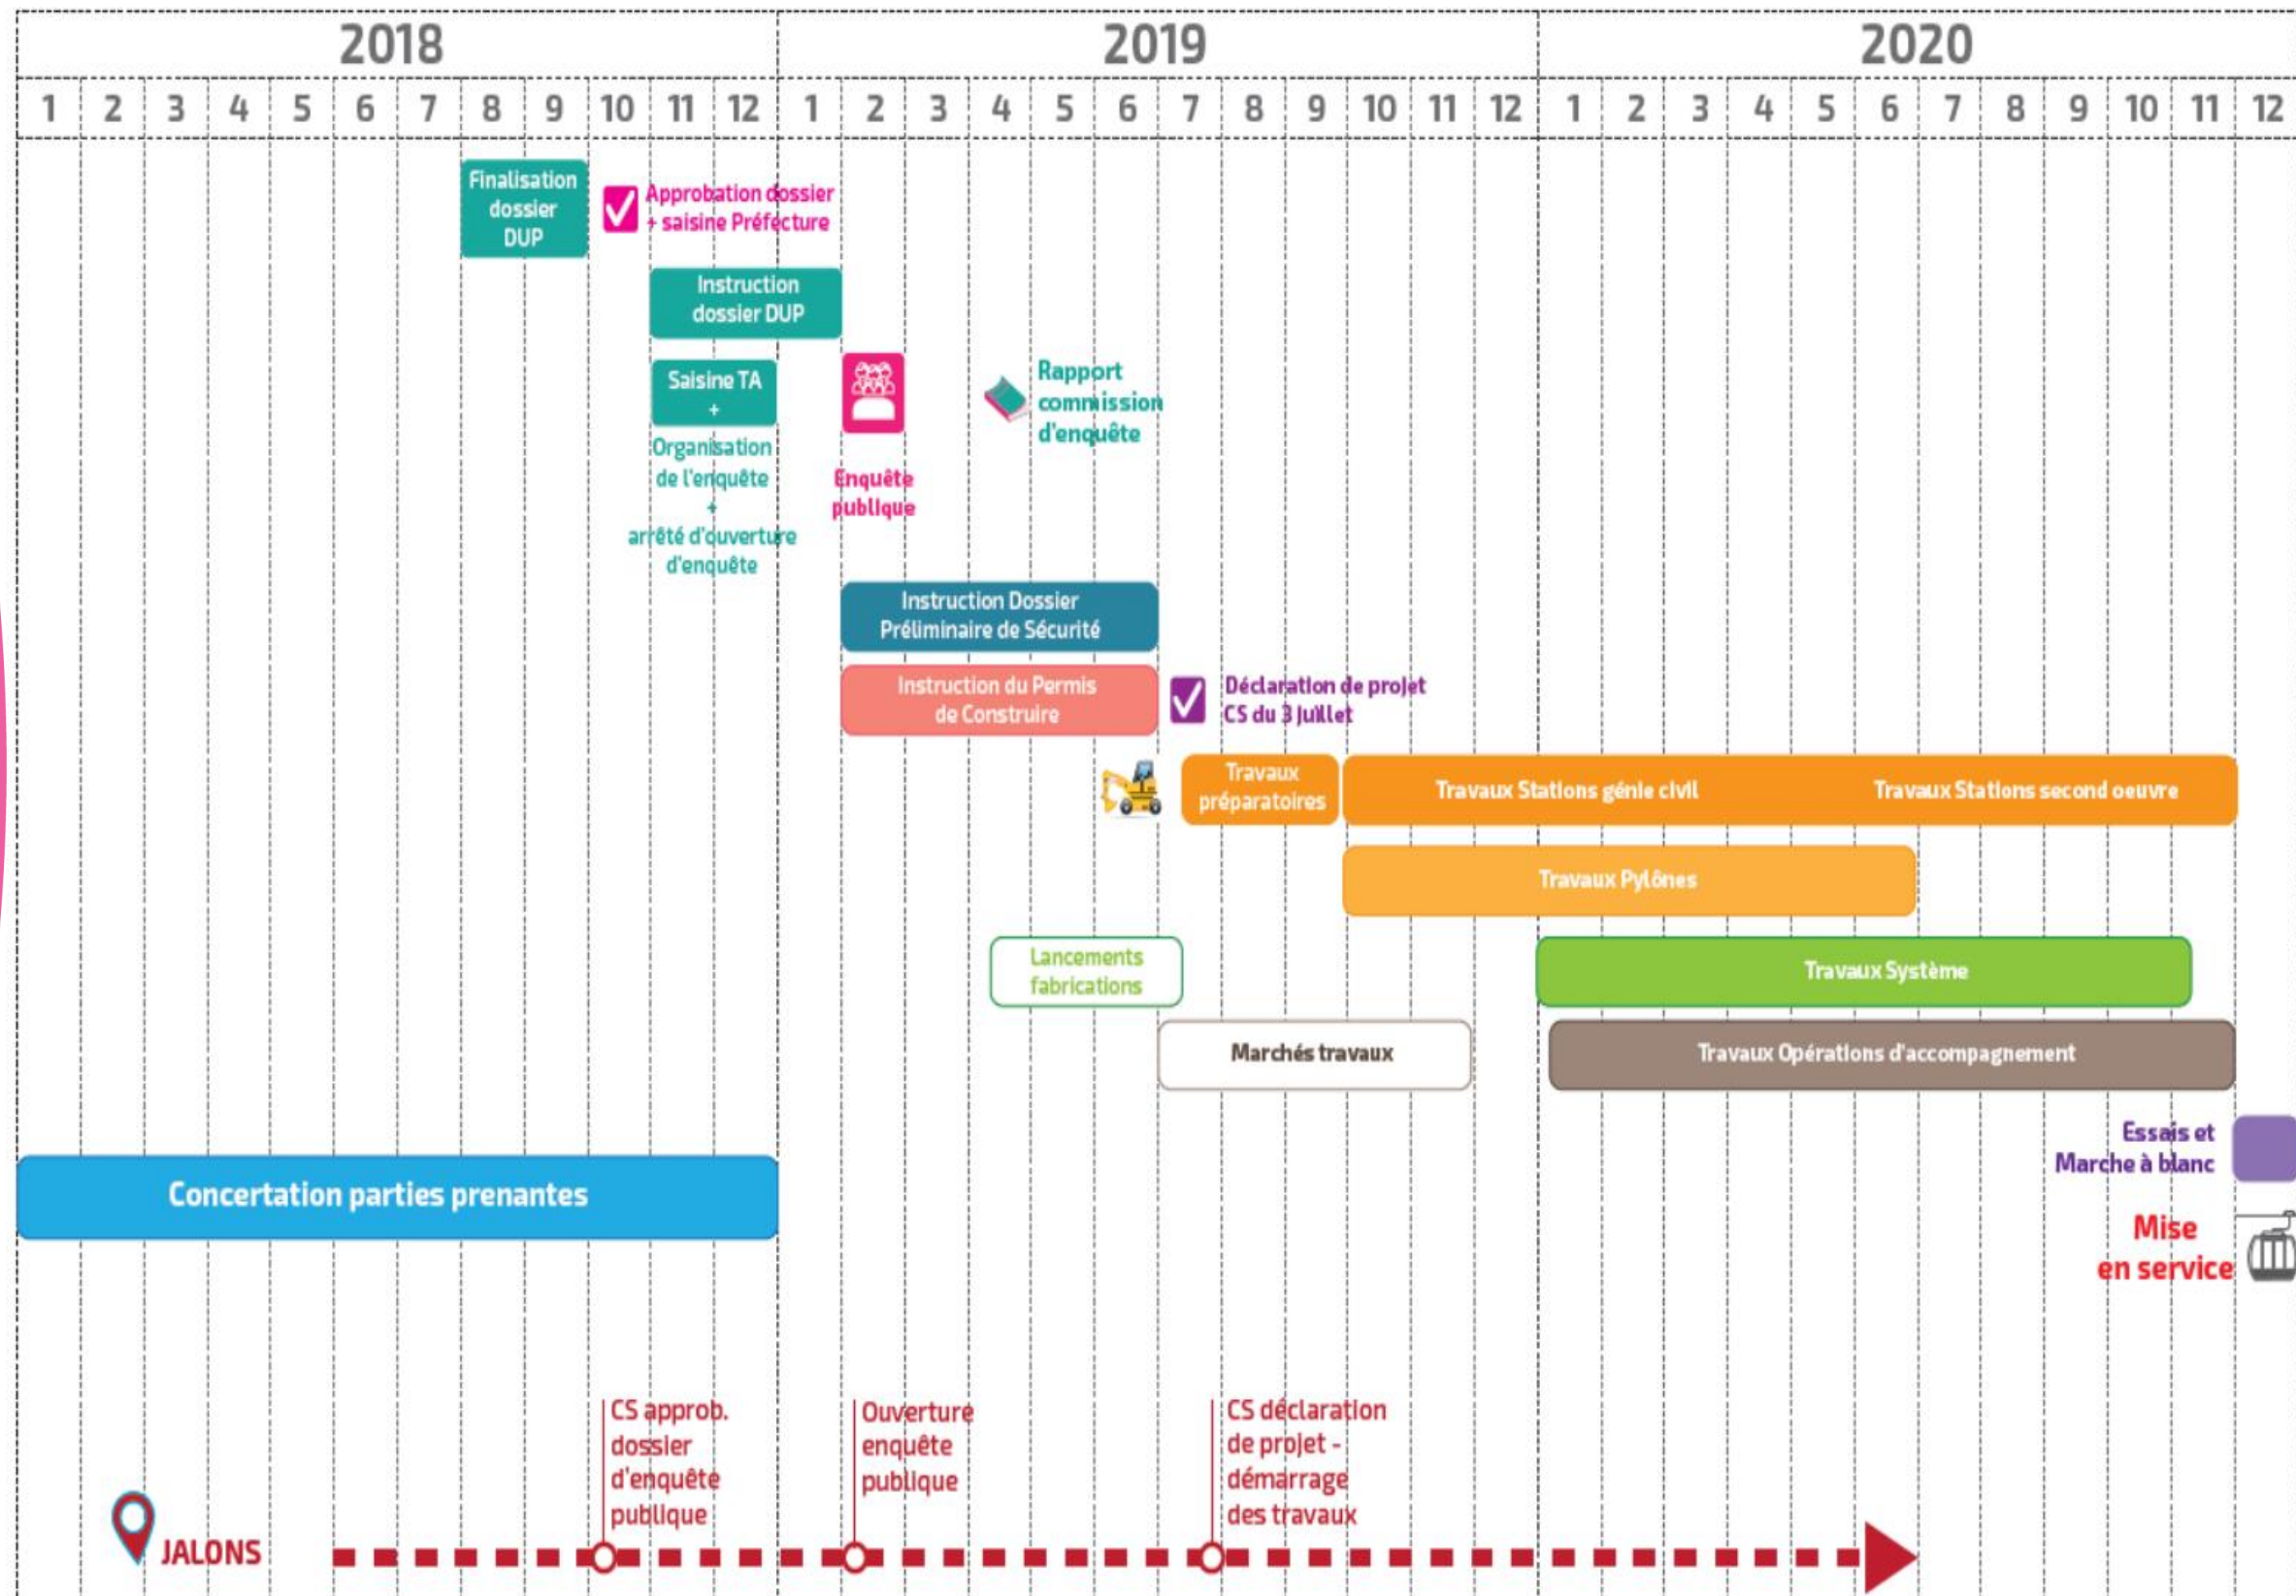 2018 2019 2020
1 2 3 4 5 6 7 8 9 10 11 12 1 2 3 4 5 6 7 8 9 10 11 12 1 2 3 4 5 6 7 8 9 10 11 12
Finalisation
dossier
DUP
Approbation dossier
+ saisine Préfecture
Instruction
dossier DUP
Saisine TA
+
Organisation
de l'enquête
+
arrêté d'ouverture
d'enquête
Enquête
publique
Rapport
commission
d'enquête
Instruction Dossier
Préliminaire de Sécurité
Instruction du Permis
de Construire
Déclaration de projet
CS du 3 juillet
Travaux
préparatoires
Travaux Stations génie civil
Travaux Stations second oeuvre
Travaux Pylônes
Lancements
fabrications
Travaux Système
Marchés travaux
Travaux Opérations d'accompagnement
Essais et
Marche à blanc
Concertation parties prenantes
Mise
en service
CS approb.
dossier
d'enquête
publique
Ouverture
enquête
publique
CS déclaration
de projet -
démarrage
des travaux
JALONS